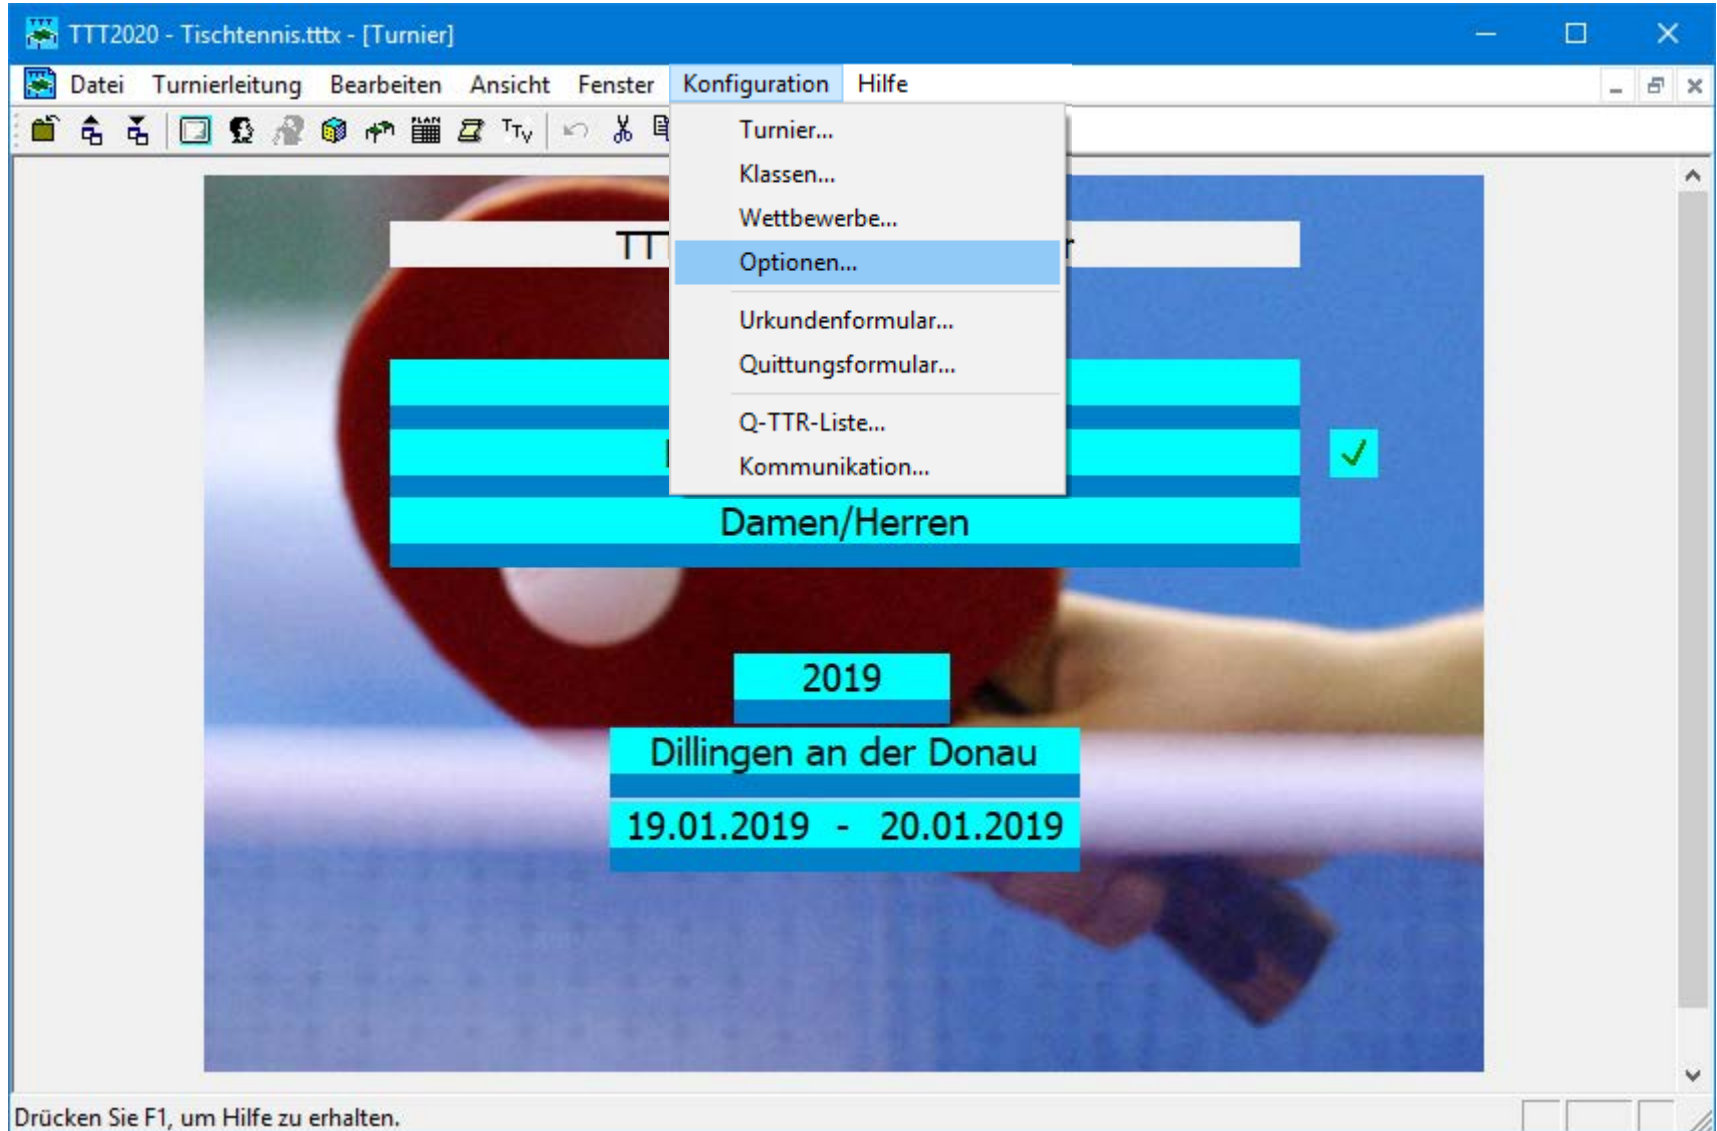 TTT2020 - Tischtennis.tttx - [Turnier]
Datei Turnierleitung Bearbeiten Ansicht Fenster Konfiguration Hilfe
PLAN TTV
Turnier...
Klassen...
Wettbewerbe...
Optionen...
Urkundenformular...
Quittungsformular...
Q-TTR-Liste...
Kommunikation...
Damen/Herren
2019
Dillingen an der Donau
19.01.2019 - 20.01.2019
Drücken Sie F1, um Hilfe zu erhalten.